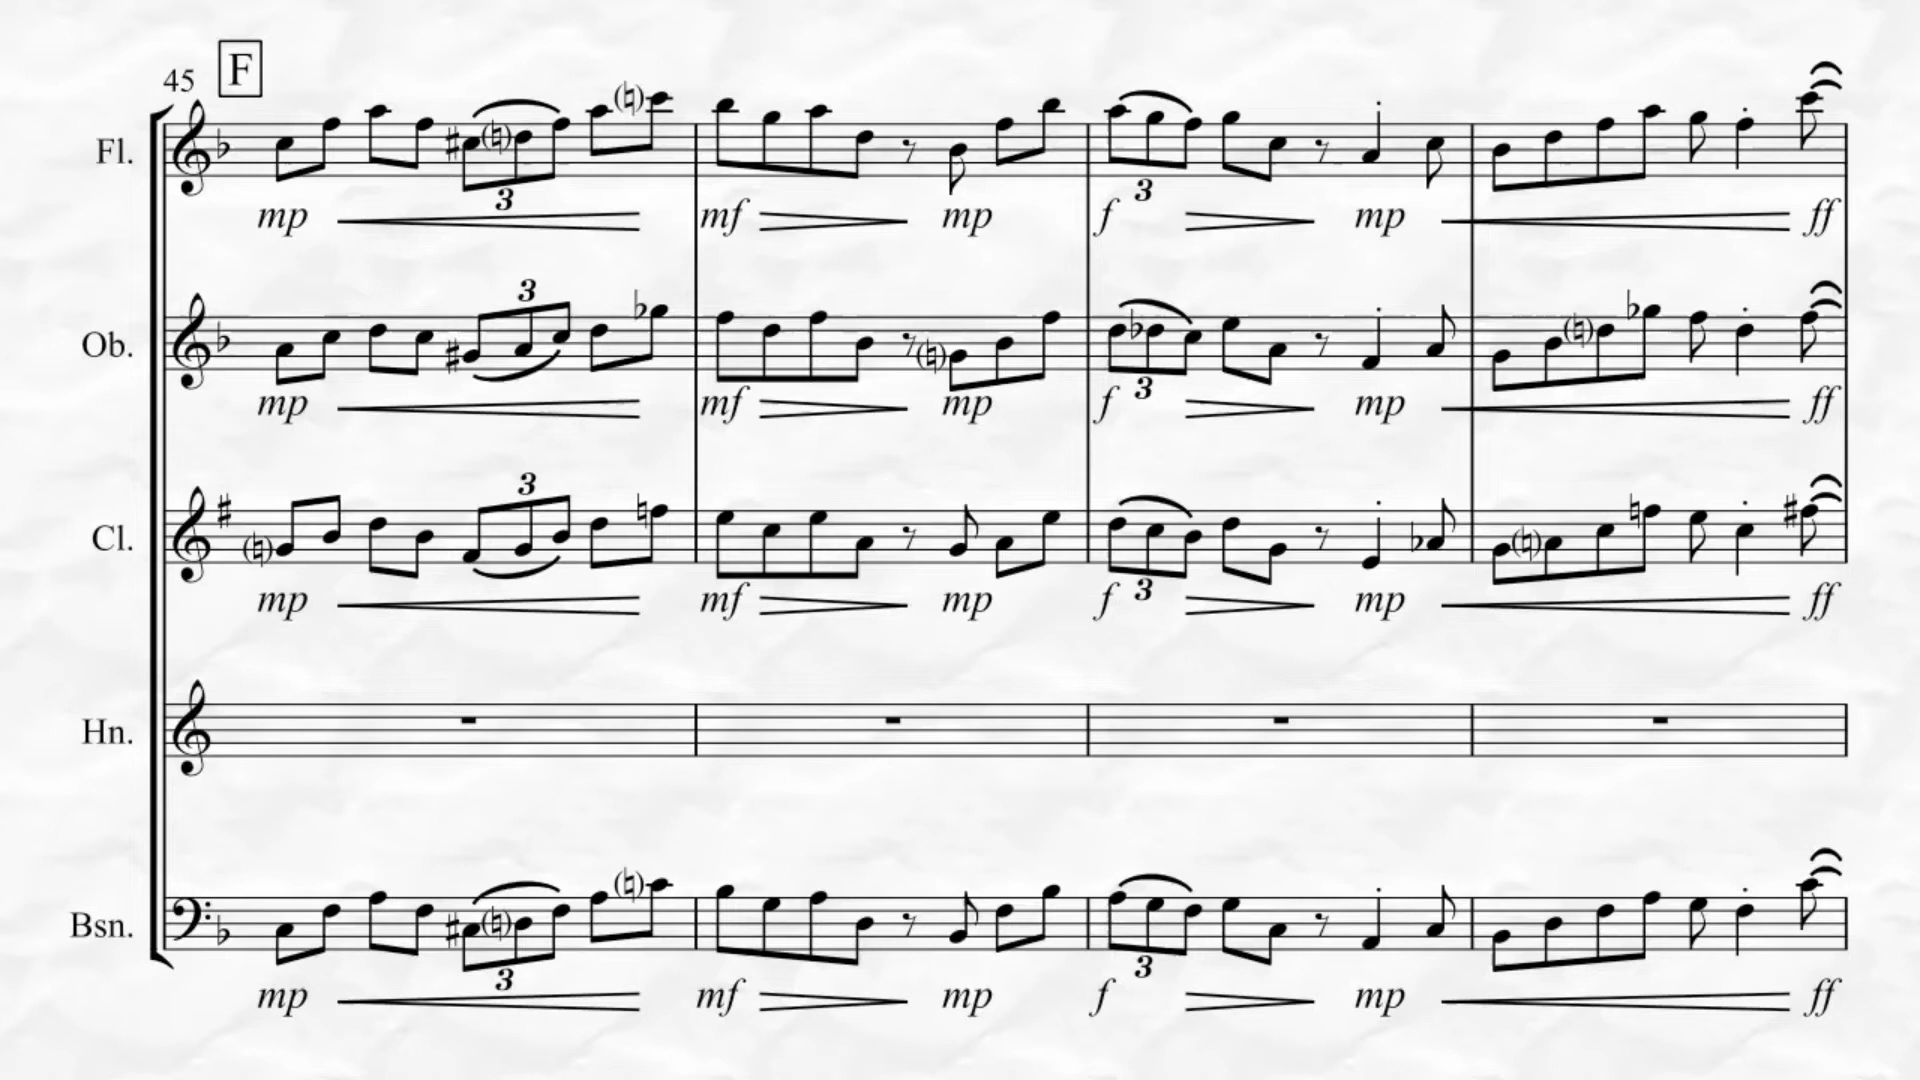 45 F
Fl.
3 3
mp mf mp f mp ff
3
Ob.
mp mf mp f 3 mp ff
3
Cl.
mp mf mp f 3 mp ff
Hn.
Bsn.
3 3
mp mf mp f mp ff